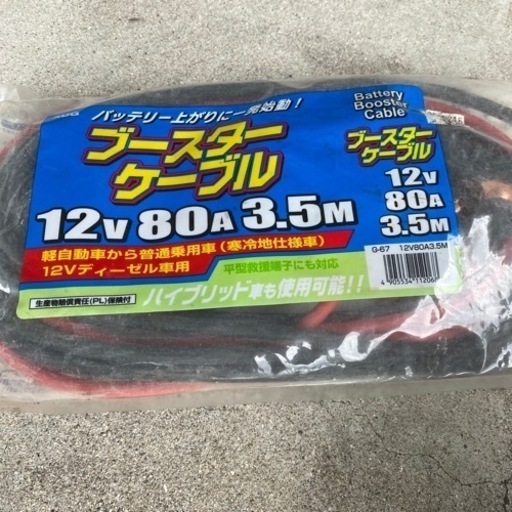 バッテリー上がりに一発始動!
ブースター
ケーブル
12V 80A 3.5M
軽自動車から普通乗用車(寒冷地仕様車)
12Vディーゼル車用
平型救援端子にも対応
生産物賠償責任(PL)保険付
ハイブリッド車も使用可能!!
Battery
Booster
Cable
ブースター
ケーブル
12V
80A
3.5M
G-67 12V80A3.5M